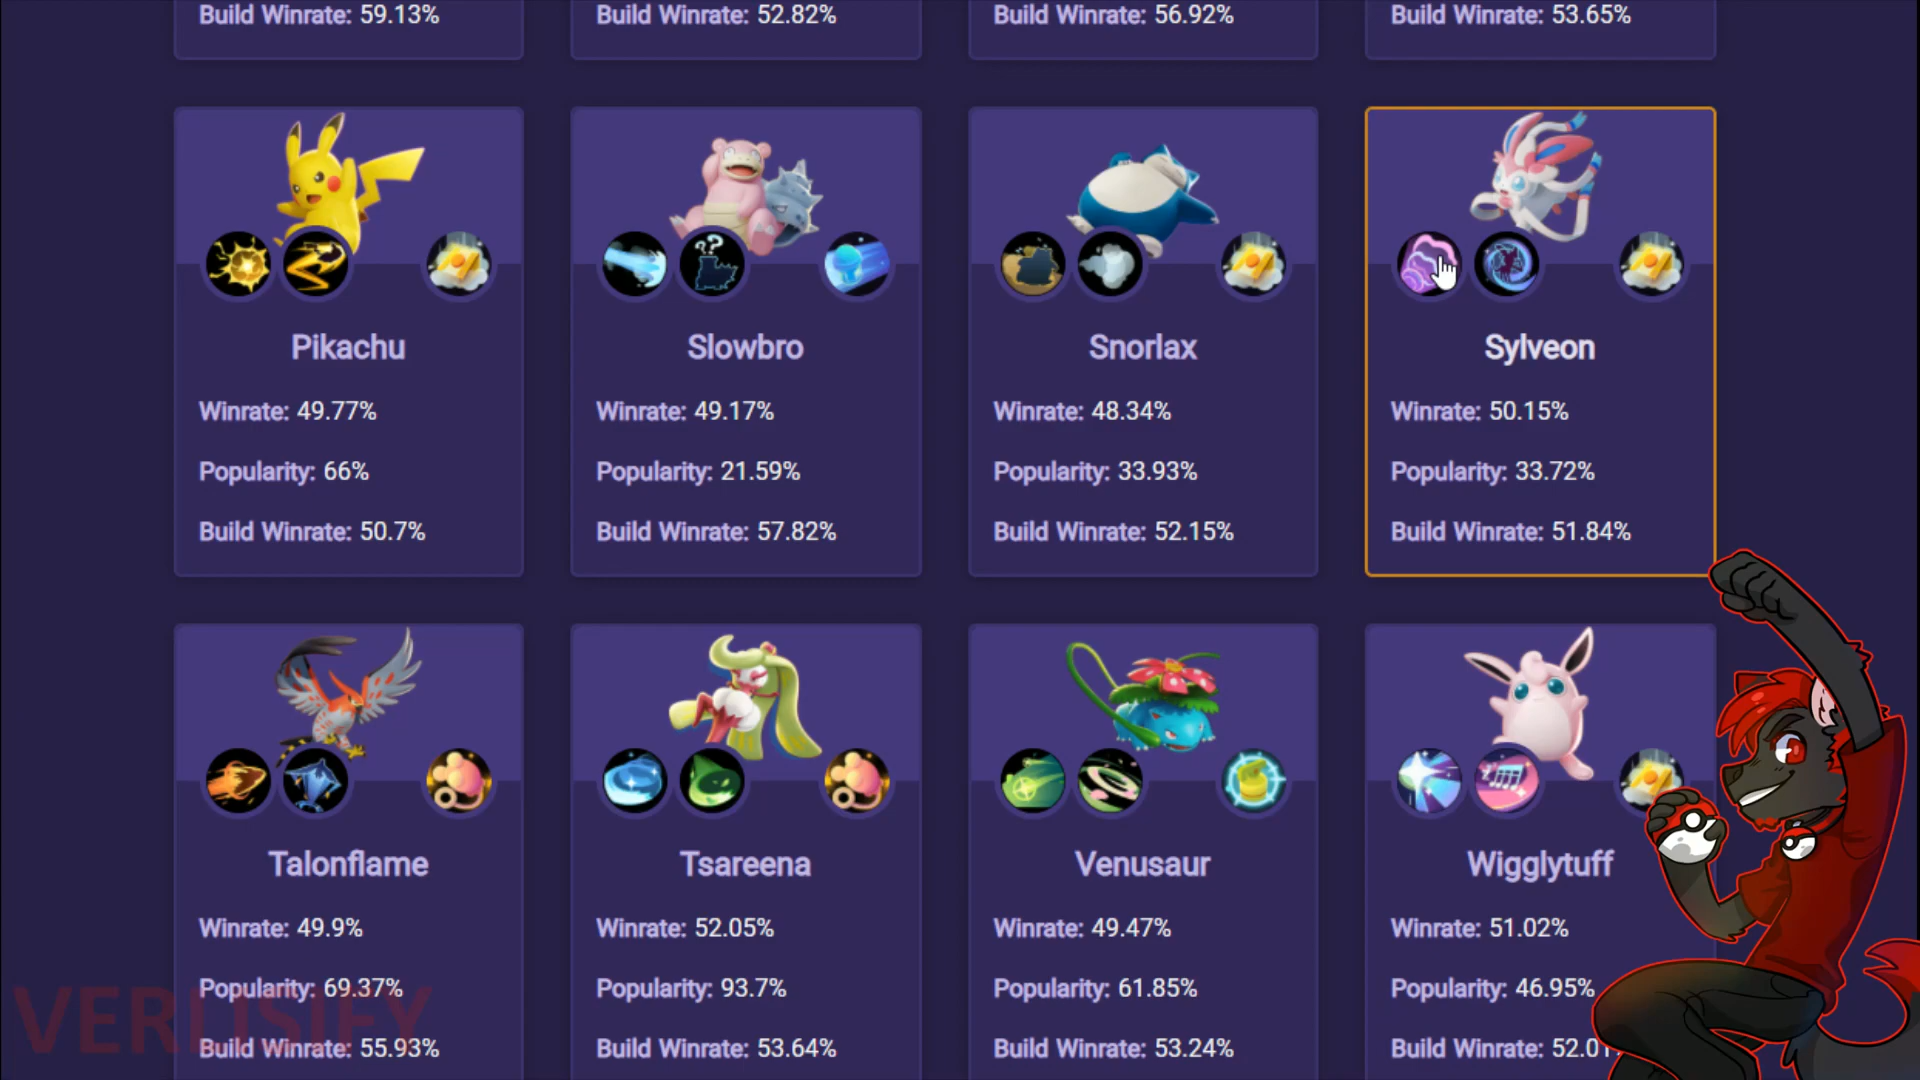 Build Winrate: 59.13%
Build Winrate: 52.82%
Build Winrate: 56.92%
Build Winrate: 53.65%
Pikachu
Winrate: 49.77%
Popularity: 66%
Build Winrate: 50.7%
Slowbro
Winrate: 49.17%
Popularity: 21.59%
Build Winrate: 57.82%
Snorlax
Winrate: 48.34%
Popularity: 33.93%
Build Winrate: 52.15%
Sylveon
Winrate: 50.15%
Popularity: 33.72%
Build Winrate: 51.84%
Talonflame
Winrate: 49.9%
Popularity: 69.37%
Build Winrate: 55.93%
Tsareena
Winrate: 52.05%
Popularity: 93.7%
Build Winrate: 53.64%
Venusaur
Winrate: 49.47%
Popularity: 61.85%
Build Winrate: 53.24%
Wigglytuff
Winrate: 51.02%
Popularity: 46.95%
Build Winrate:
VERLISIFY